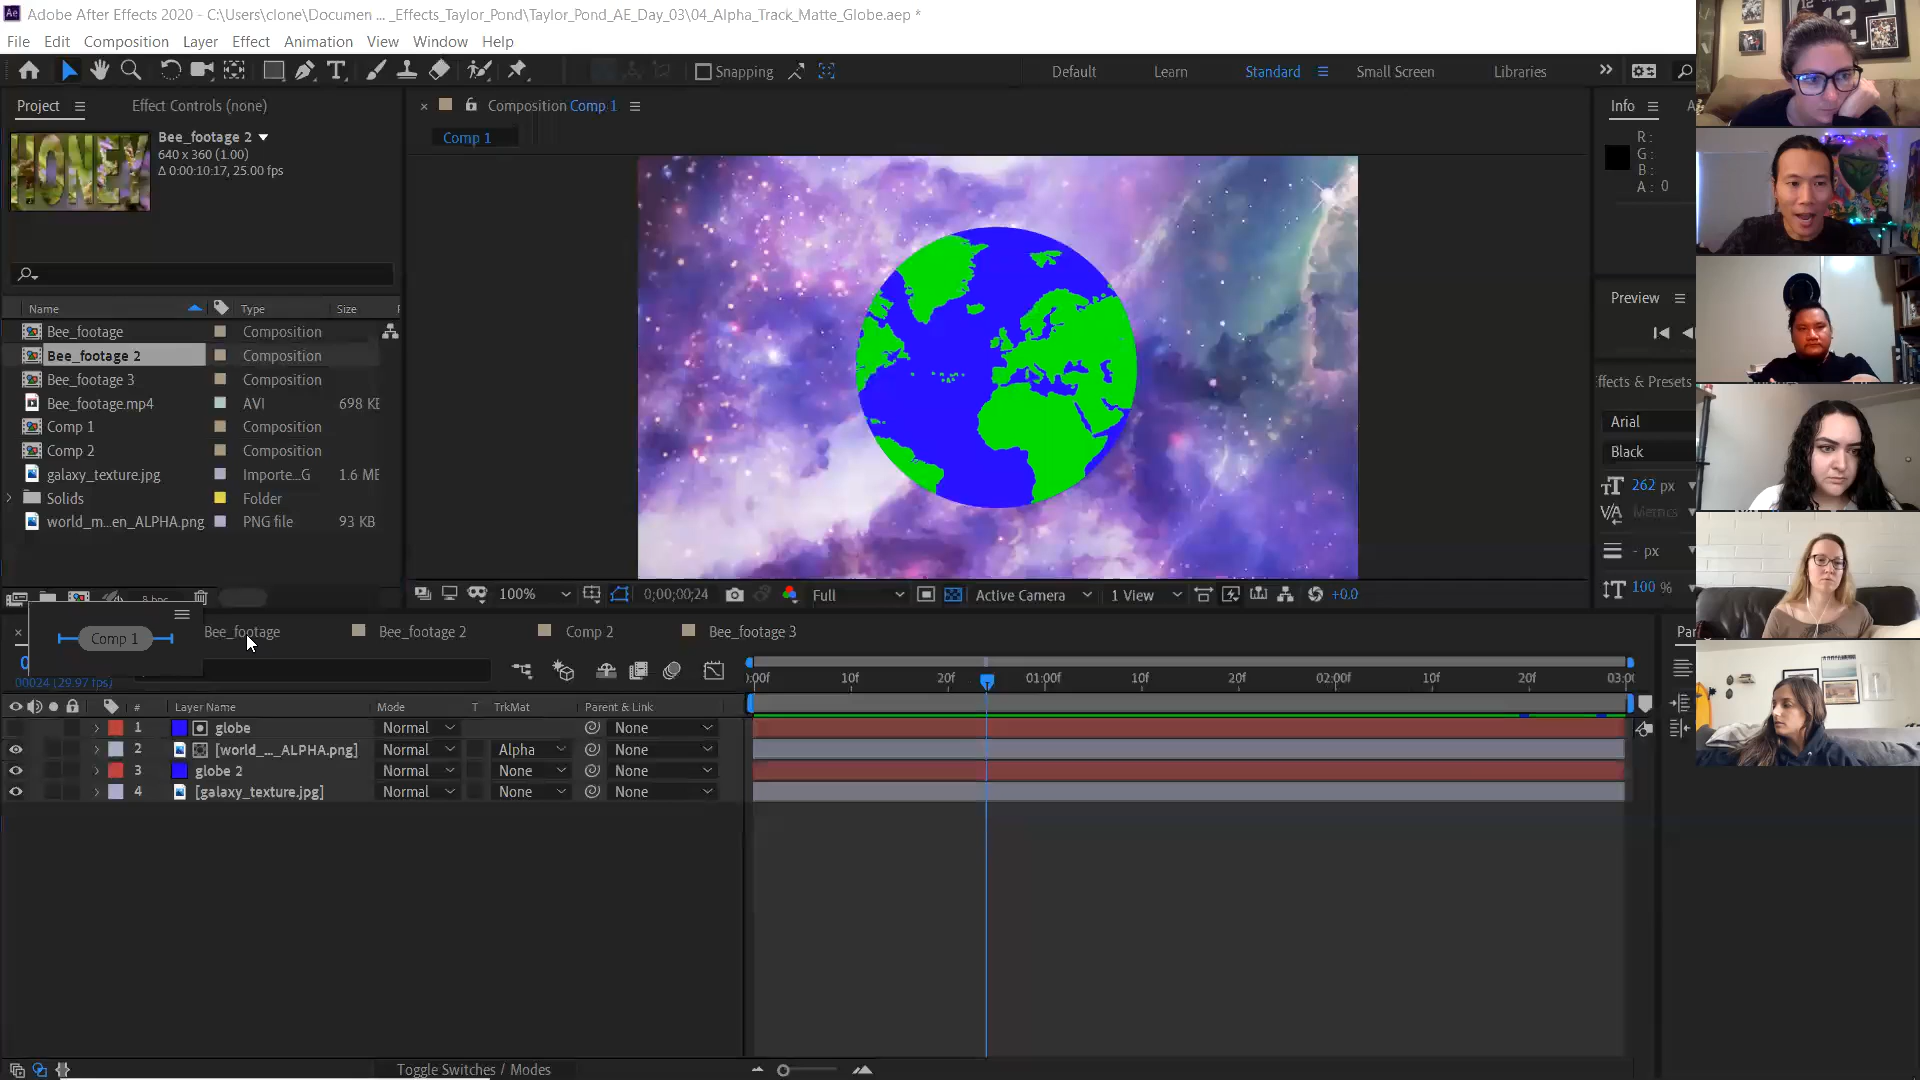 Adobe After Effects 2020 - C:\Users\clone\Documen ... _Effects_Taylor_Pond\Taylor_Pond_AE_Day_03\04_Alpha_Track_Matte_Globe.aep *
File Edit Composition Layer Effect Animation View Window Help
Snapping Default Learn Standard Small Screen Libraries
Project Effect Controls (none) Composition Comp 1 Info
Bee_footage 2
640 x 360 (1.00)
Δ 0:00:10:17, 25.00 fps
HONEY
Comp 1
R :
G :
B :
A : 0
Name Type Size
Bee_footage Composition
Bee_footage 2 Composition
Bee_footage 3 Composition
Bee_footage.mp4 AVI 698 KE
Comp 1 Composition
Comp 2 Composition
galaxy_texture.jpg Importe...G 1.6 ME
Solids Folder
world_m...en_ALPHA.png PNG file 93 KB
Preview
ffects & Presets
Arial
Black
262 px
Metrics
- px
100 %
8 bpc
100% 0;00;00;24 Full Active Camera 1 View +0.0
Comp 1 Bee_footage Bee_footage 2 Comp 2 Bee_footage 3
00024 (29.97 fps)
:00f 10f 20f 01:00f 10f 20f 02:00f 10f 20f 03:0
# Layer Name Mode T TrkMat Parent & Link
1 globe Normal None
2 [world_..._ALPHA.png] Normal Alpha None
3 globe 2 Normal None None
4 [galaxy_texture.jpg] Normal None None
Toggle Switches / Modes